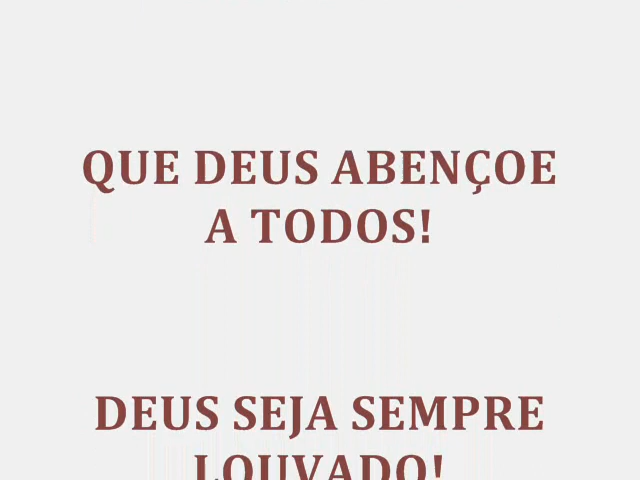 QUE DEUS ABENÇOE
A TODOS!
DEUS SEJA SEMPRE
LOUVADO!